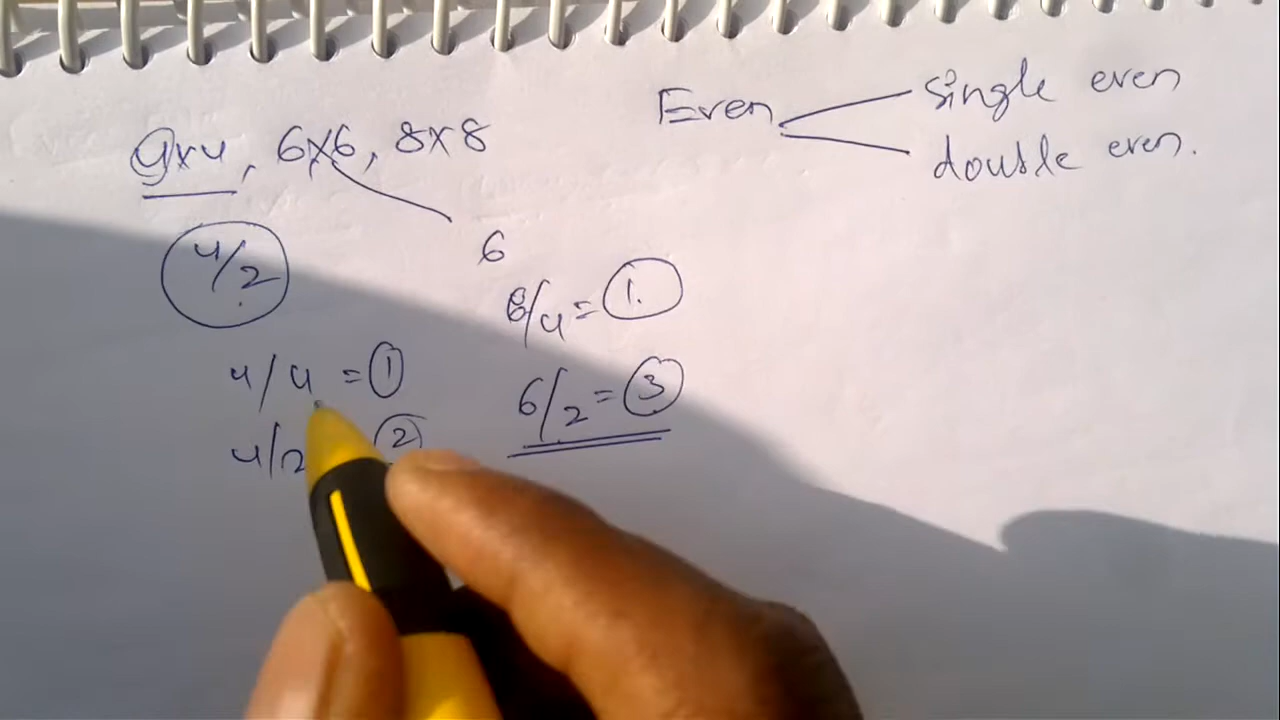 Even
single even
double even.
4x4, 6x6, 8x8
4/2
6
6/4 = 1.
4/4 = 1
6/2 = 3
4/2 2